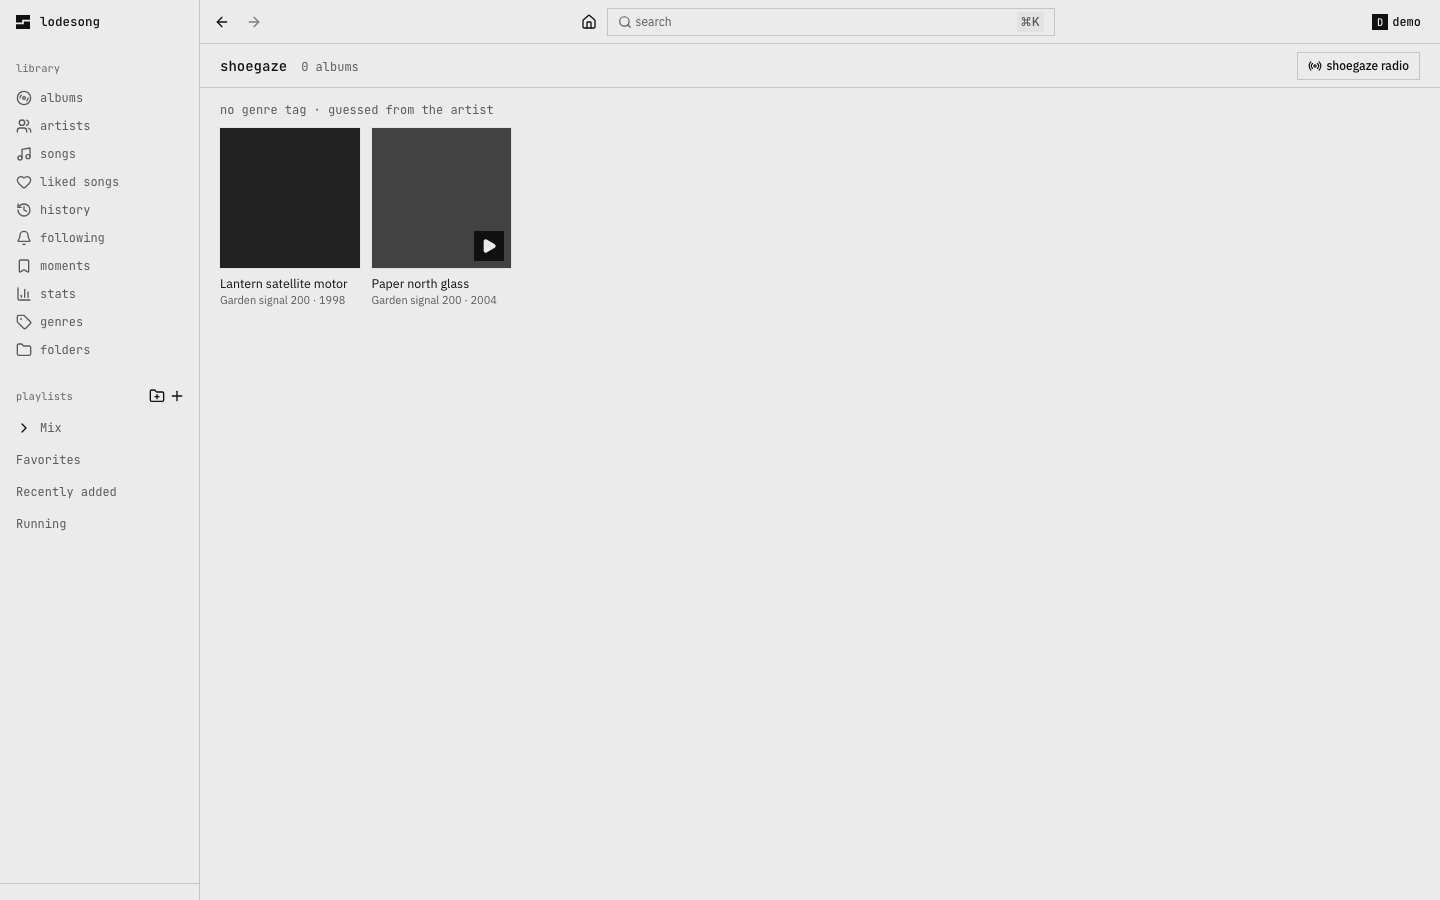 lodesong
search
⌘K
D demo
library
albums
artists
songs
liked songs
history
following
moments
stats
genres
folders
playlists
Mix
Favorites
Recently added
Running
shoegaze 0 albums
shoegaze radio
no genre tag · guessed from the artist
Lantern satellite motor
Garden signal 200 · 1998
Paper north glass
Garden signal 200 · 2004